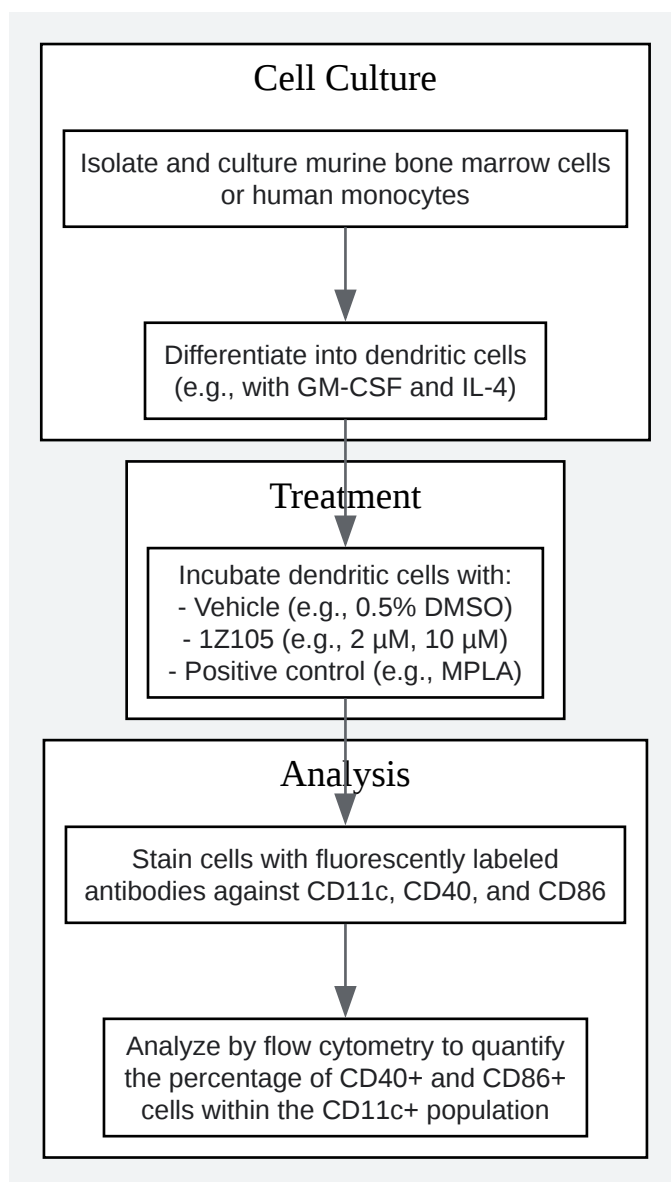 Cell Culture
Isolate and culture murine bone marrow cells
or human monocytes
Differentiate into dendritic cells
(e.g., with GM-CSF and IL-4)
Treatment
Incubate dendritic cells with:
- Vehicle (e.g., 0.5% DMSO)
- 1Z105 (e.g., 2 µM, 10 µM)
- Positive control (e.g., MPLA)
Analysis
Stain cells with fluorescently labeled
antibodies against CD11c, CD40, and CD86
Analyze by flow cytometry to quantify
the percentage of CD40+ and CD86+
cells within the CD11c+ population